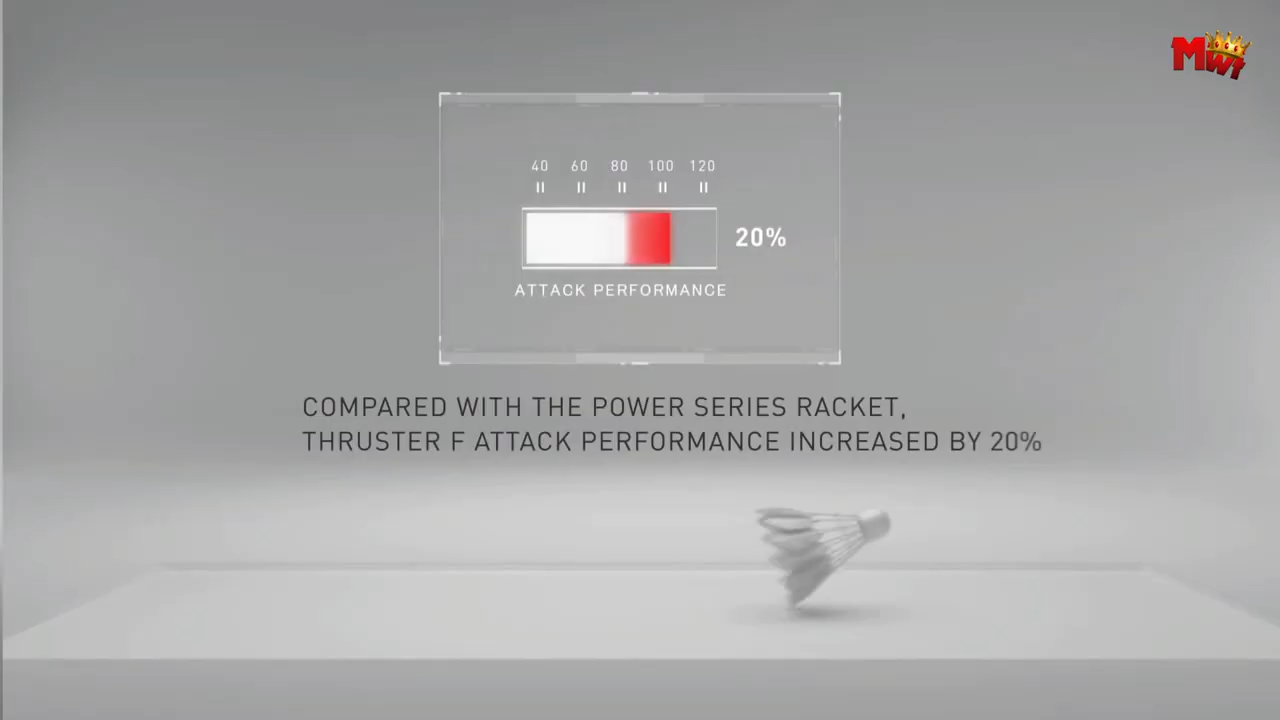 Mwt
40 60 80 100 120
20%
ATTACK PERFORMANCE
COMPARED WITH THE POWER SERIES RACKET,
THRUSTER F ATTACK PERFORMANCE INCREASED BY 20%